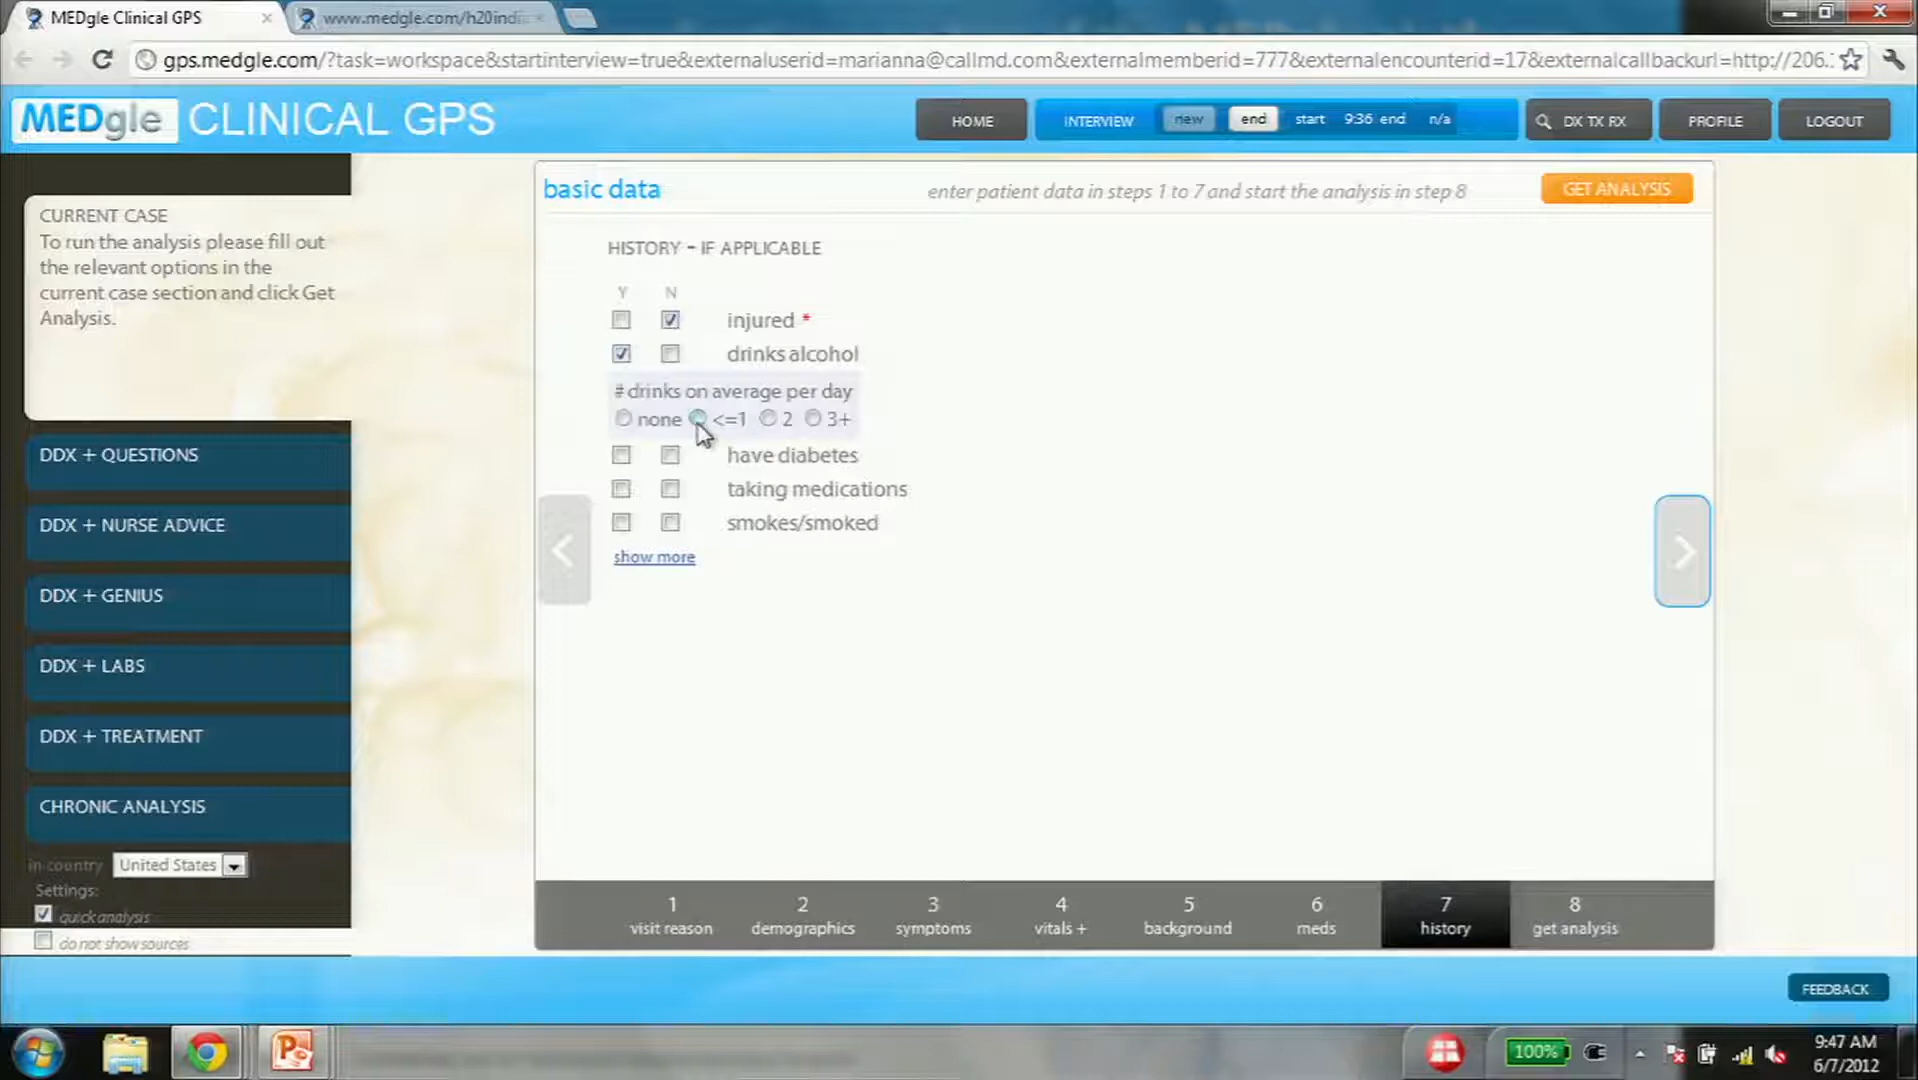 MEDgle Clinical GPS
www.medgle.com/h20indi
gps.medgle.com/?task=workspace&startinterview=true&externaluserid=marianna@callmd.com&externalmemberid=777&externalencounterid=17&externalcallbackurl=http://206.
MEDgle CLINICAL GPS
HOME
INTERVIEW new end start 9:36 end n/a
DX TX RX
PROFILE
LOGOUT
CURRENT CASE
To run the analysis please fill out
the relevant options in the
current case section and click Get
Analysis.
DDX + QUESTIONS
DDX + NURSE ADVICE
DDX + GENIUS
DDX + LABS
DDX + TREATMENT
CHRONIC ANALYSIS
in country United States
Settings:
quick analysis
do not show sources
basic data
enter patient data in steps 1 to 7 and start the analysis in step 8
GET ANALYSIS
HISTORY - IF APPLICABLE
Y N
injured *
drinks alcohol
# drinks on average per day
none <=1 2 3+
have diabetes
taking medications
smokes/smoked
show more
1 2 3 4 5 6 7 8
visit reason demographics symptoms vitals + background meds history get analysis
FEEDBACK
100%
9:47 AM
6/7/2012